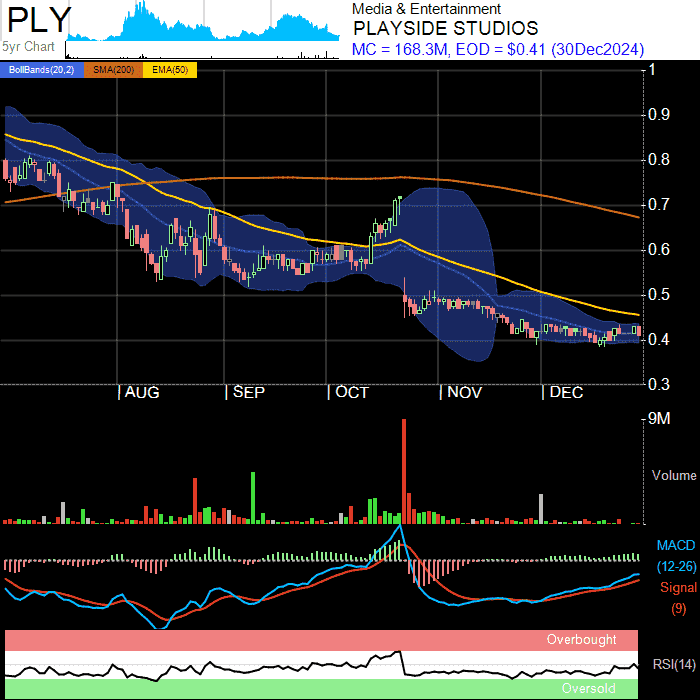 PLY
5yr Chart
Media & Entertainment
PLAYSIDE STUDIOS
MC = 168.3M, EOD = $0.41 (30Dec2024)
BollBands(20,2) SMA(200) EMA(50)
1
0.9
0.8
0.7
0.6
0.5
0.4
0.3
AUG SEP OCT NOV DEC
9M
Volume
MACD
(12-26)
Signal
(9)
Overbought
RSI(14)
Oversold